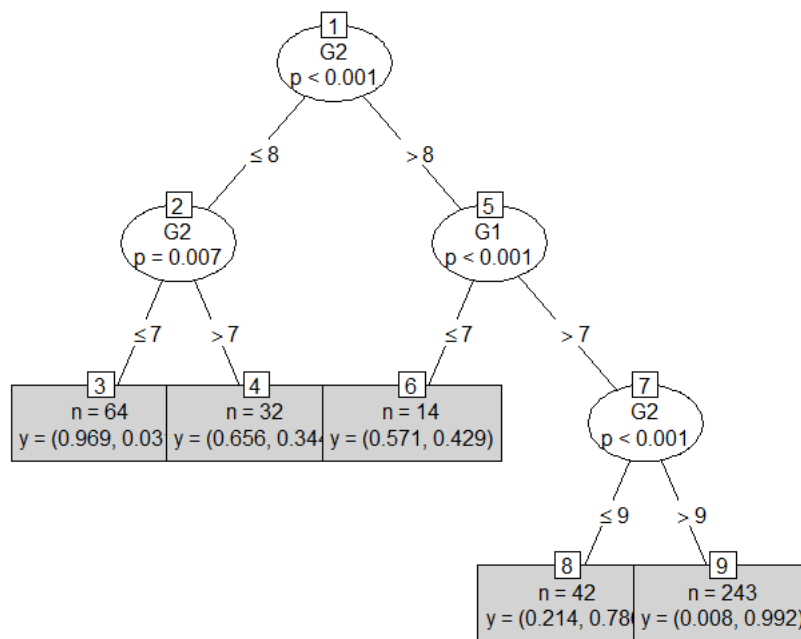 1
G2
p < 0.001
≤ 8
> 8
2
G2
p = 0.007
5
G1
p < 0.001
≤ 7
> 7
≤ 7
> 7
3
n = 64
y = (0.969, 0.03
4
n = 32
y = (0.656, 0.344
6
n = 14
y = (0.571, 0.429)
7
G2
p < 0.001
≤ 9
> 9
8
n = 42
y = (0.214, 0.786
9
n = 243
y = (0.008, 0.992)